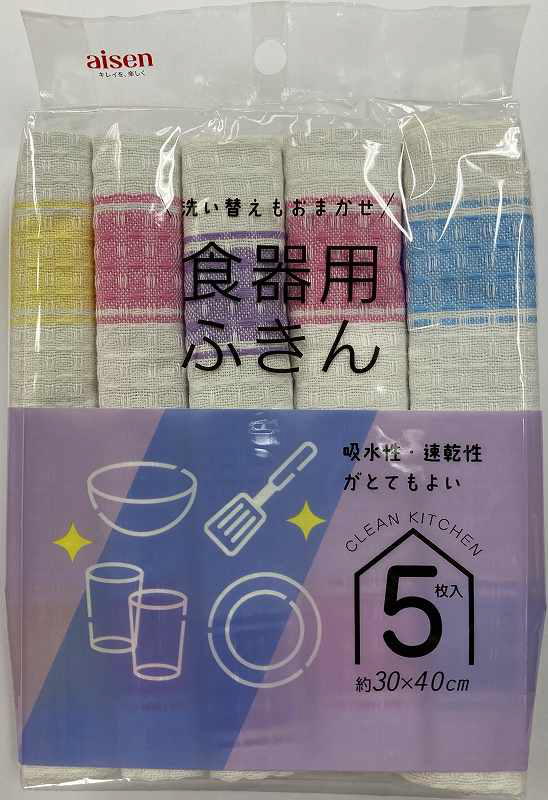 aisen
キレイを、楽しく
洗い替えもおまかせ
食器用
ふきん
吸水性・速乾性
がとてもよい
CLEAN KITCHEN
5枚入
約30×40cm